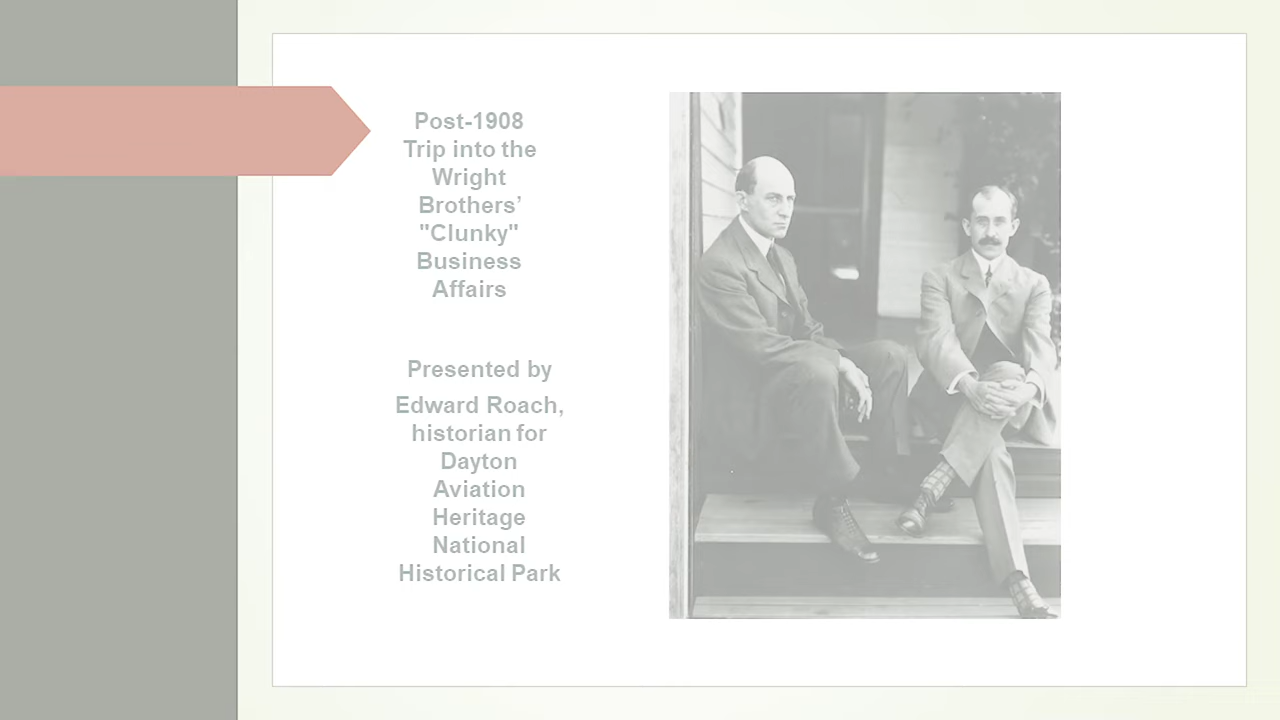 Post-1908
Trip into the
Wright
Brothers’
"Clunky"
Business
Affairs
Presented by
Edward Roach,
historian for
Dayton
Aviation
Heritage
National
Historical Park